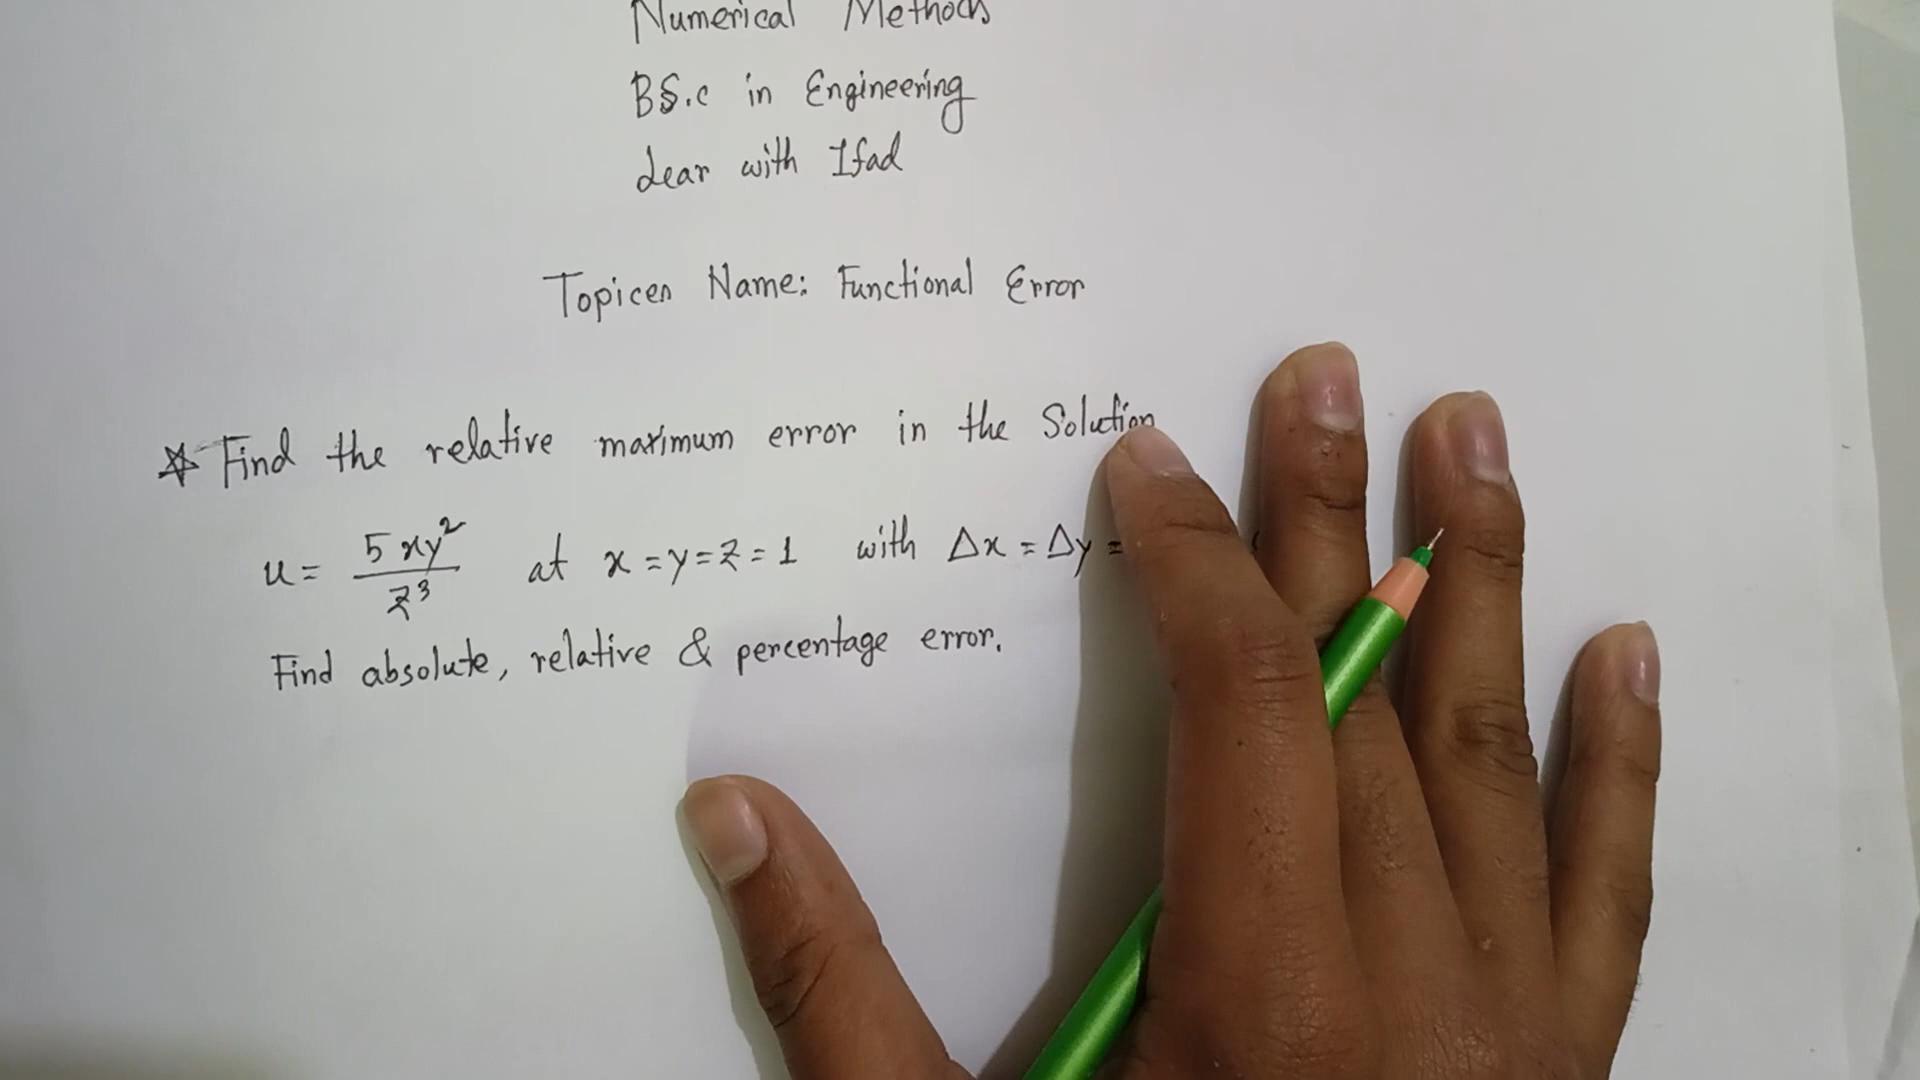 Numerical Methods
BS.c in Engineering
Lear with Ifad
Topices Name: Functional Error
Find the relative maximum error in the Solution
u = 5xy²/z³ at x = y = z = 1 with Δx = Δy =
Find absolute, relative & percentage error.